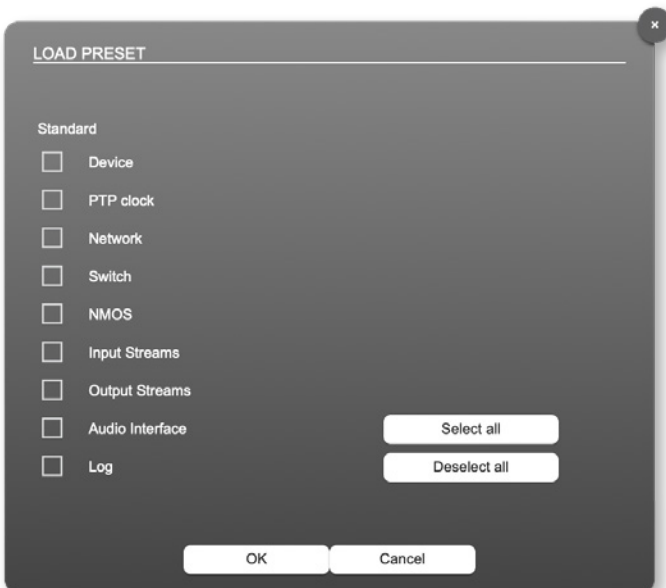 ×
LOAD PRESET
Standard
Device
PTP clock
Network
Switch
NMOS
Input Streams
Output Streams
Audio Interface
Select all
Log
Deselect all
OK
Cancel